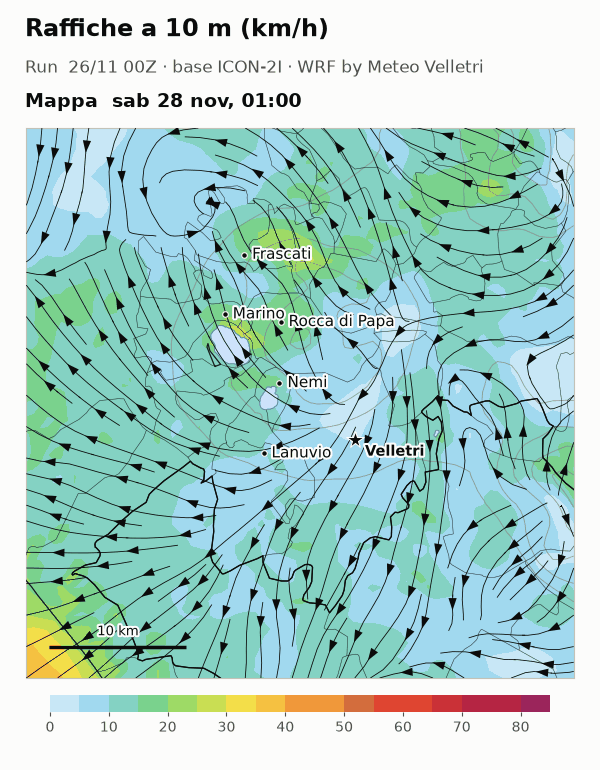 Raffiche a 10 m (km/h)
Run 26/11 00Z · base ICON-2I · WRF by Meteo Velletri
Mappa sab 28 nov, 01:00
Frascati
Marino
Rocca di Papa
Nemi
Velletri
Lanuvio
10 km
0 10 20 30 40 50 60 70 80